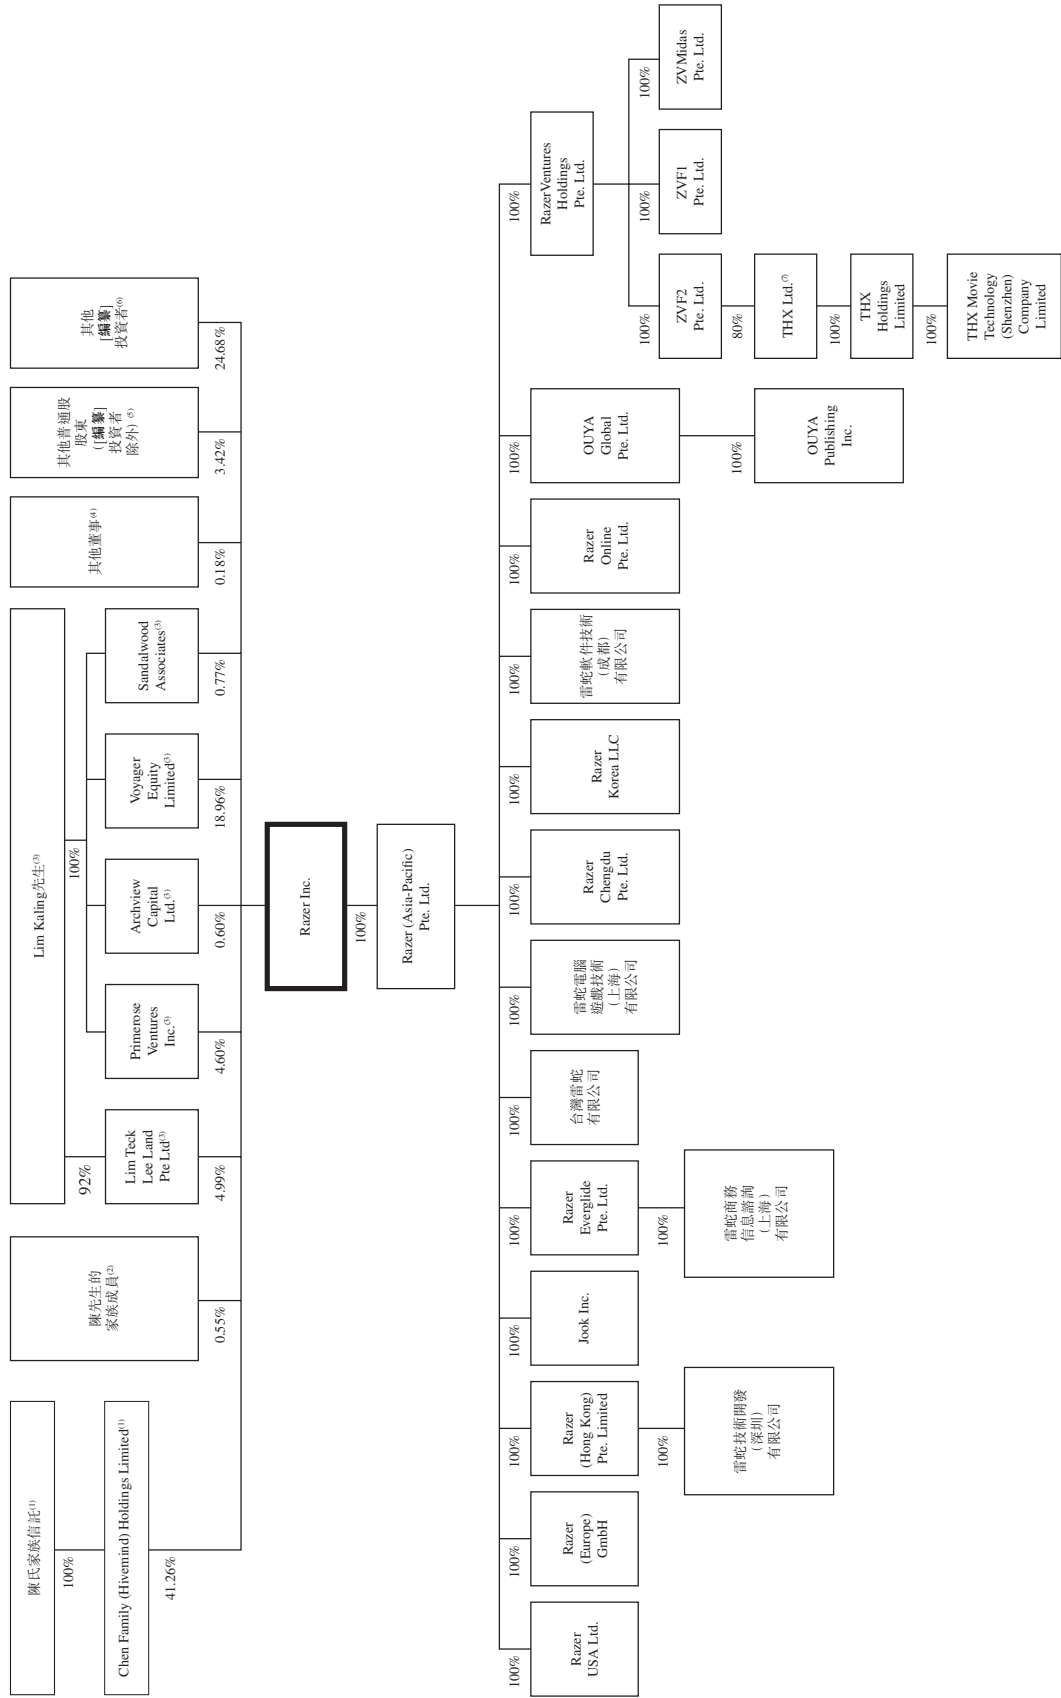 陳氏家族信託(1)
100%
Chen Family (Hivemind) Holdings Limited(1)
41.26%
陳先生的
家族成員(2)
0.55%
Lim Kaling先生(3)
92%
100%
Lim Teck
Lee Land
Pte Ltd(3)
4.99%
Primerose
Ventures
Inc.(3)
4.60%
Archview
Capital
Ltd.(3)
0.60%
Voyager
Equity
Limited(3)
18.96%
Sandalwood
Associates(3)
0.77%
其他董事(4)
0.18%
其他普通股
股東
([編纂]
投資者
除外) (5)
3.42%
其他
[編纂]
投資者(6)
24.68%
Razer Inc.
100%
Razer (Asia-Pacific)
Pte. Ltd.
100%
Razer
USA Ltd.
100%
Razer
(Europe)
GmbH
100%
Razer
(Hong Kong)
Pte. Limited
100%
雷蛇技術開發
（深圳）
有限公司
100%
Jook Inc.
100%
Razer
Everglide
Pte. Ltd.
100%
雷蛇商務
信息諮詢
（上海）
有限公司
100%
台灣雷蛇
有限公司
100%
雷蛇電腦
遊戲技術
（上海）
有限公司
100%
Razer
Chengdu
Pte. Ltd.
100%
Razer
Korea LLC
100%
雷蛇軟件技術
（成都）
有限公司
100%
Razer
Online
Pte. Ltd.
100%
OUYA
Global
Pte. Ltd.
100%
OUYA
Publishing
Inc.
100%
RazerVentures
Holdings
Pte. Ltd.
100%
ZVF2
Pte. Ltd.
80%
THX Ltd.(7)
100%
THX
Holdings
Limited
100%
THX Movie
Technology
(Shenzhen)
Company
Limited
100%
ZVF1
Pte. Ltd.
100%
ZVMidas
Pte. Ltd.